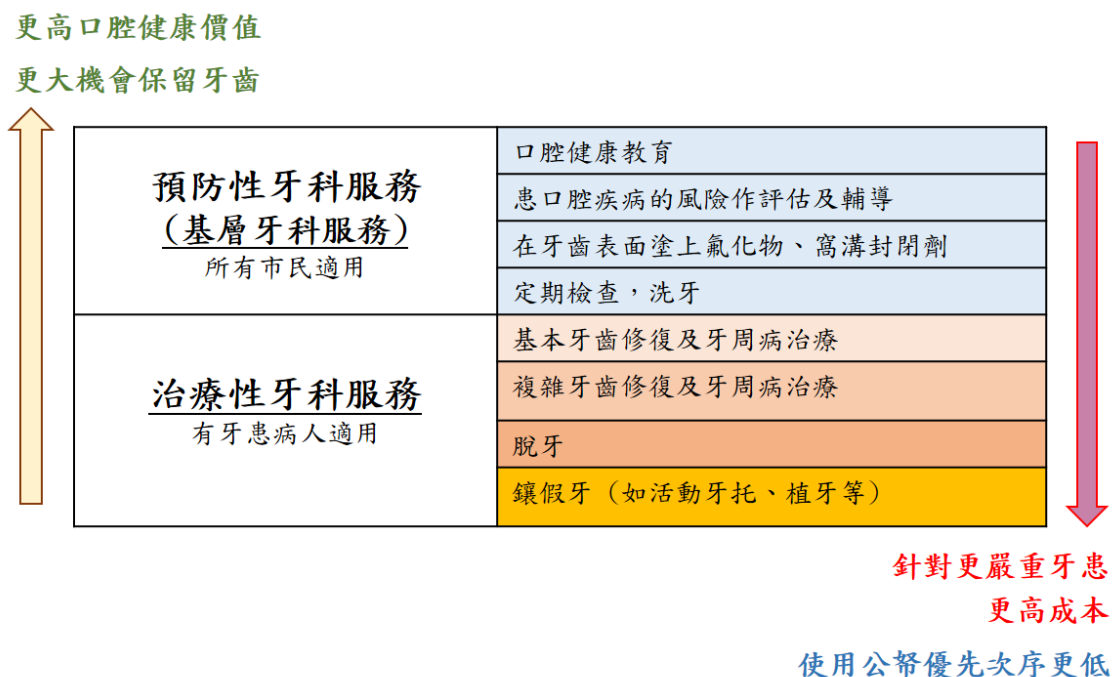 更高口腔健康價值
更大機會保留牙齒
預防性牙科服務
（基層牙科服務）
所有市民適用
口腔健康教育
患口腔疾病的風險作評估及輔導
在牙齒表面塗上氟化物、窩溝封閉劑
定期檢查，洗牙
治療性牙科服務
有牙患病人適用
基本牙齒修復及牙周病治療
複雜牙齒修復及牙周病治療
脫牙
鑲假牙（如活動牙托、植牙等）
針對更嚴重牙患
更高成本
使用公帑優先次序更低